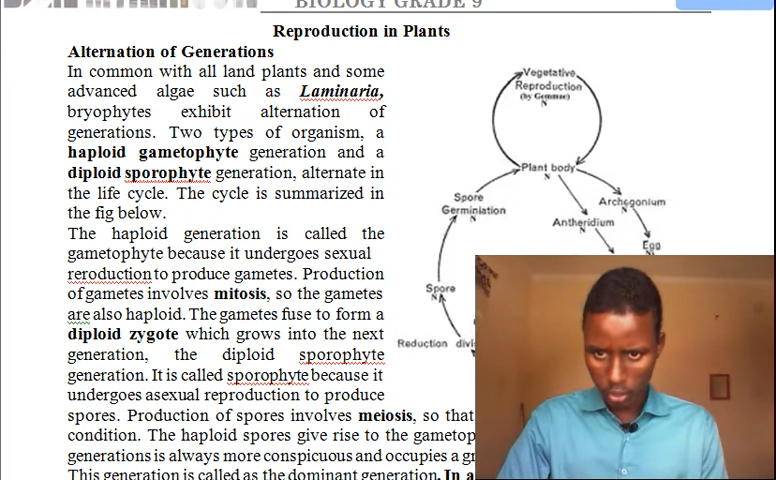 BIOLOGY GRADE 9
Reproduction in Plants
Alternation of Generations
In common with all land plants and some
advanced algae such as Laminaria,
bryophytes exhibit alternation of
generations. Two types of organism, a
haploid gametophyte generation and a
diploid sporophyte generation, alternate in
the life cycle. The cycle is summarized in
the fig below.
The haploid generation is called the
gametophyte because it undergoes sexual
reroduction to produce gametes. Production
of gametes involves mitosis, so the gametes
are also haploid. The gametes fuse to form a
diploid zygote which grows into the next
generation, the diploid sporophyte
generation. It is called sporophyte because it
undergoes asexual reproduction to produce
spores. Production of spores involves meiosis, so that
condition. The haploid spores give rise to the gametop
generations is always more conspicuous and occupies a gr
This generation is called as the dominant generation. In a
Vegetative
Reproduction
(by Gemmae)
N
Plant body
N
Spore
Germiniation
N
Archegonium
N
Antheridium
N
Egg
N
Spore
N
Reduction divi